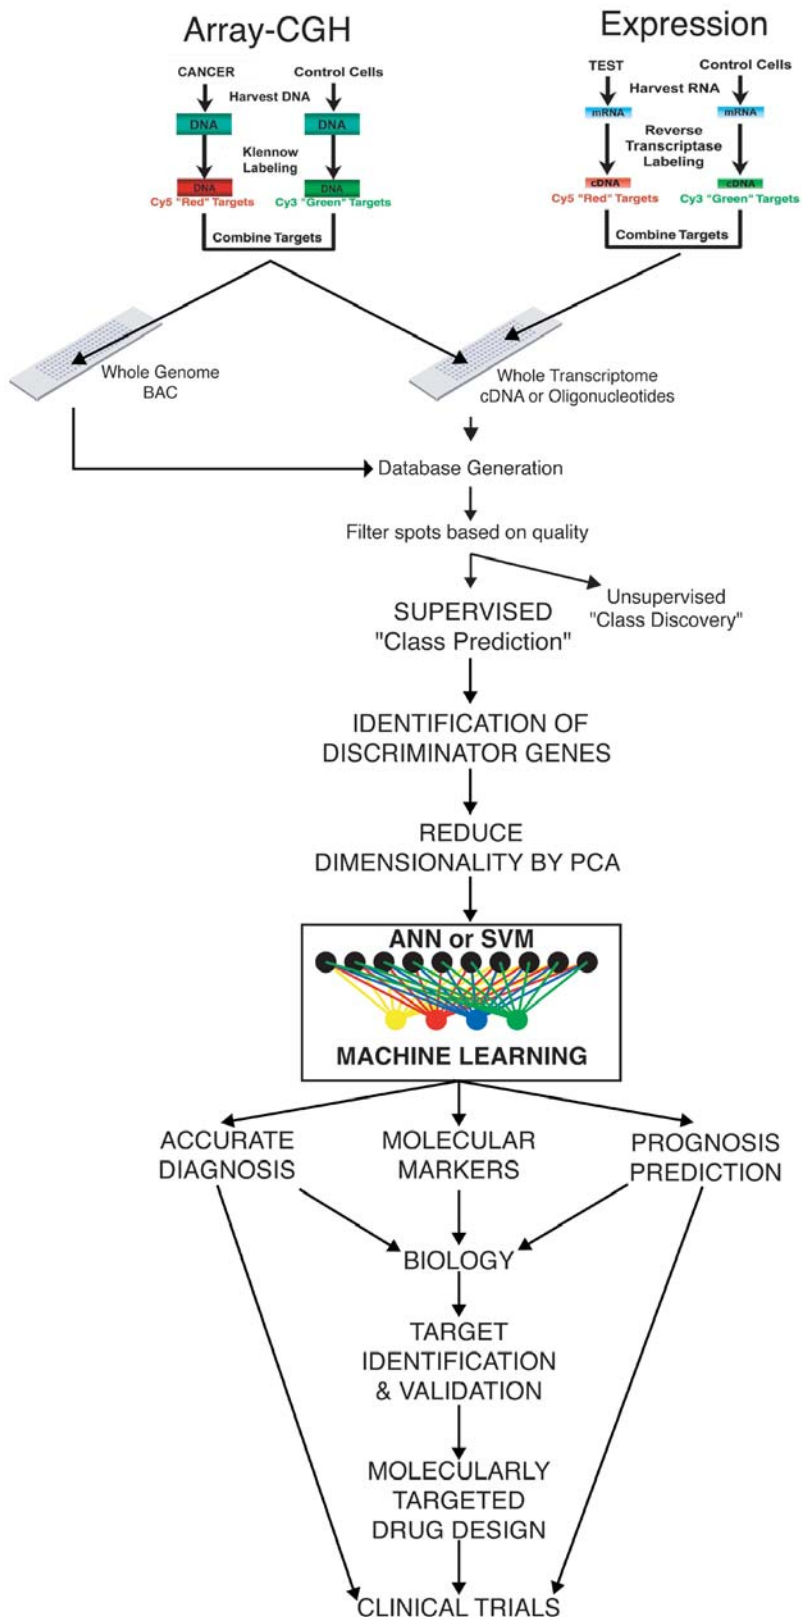 Array-CGH
Expression
CANCER
Control Cells
Harvest DNA
DNA
DNA
Klennow
Labeling
DNA
DNA
Cy5 "Red" Targets
Cy3 "Green" Targets
Combine Targets
TEST
Control Cells
Harvest RNA
mRNA
mRNA
Reverse
Transcriptase
Labeling
cDNA
cDNA
Cy5 "Red" Targets
Cy3 "Green" Targets
Combine Targets
Whole Genome
BAC
Whole Transcriptome
cDNA or Oligonucleotides
Database Generation
Filter spots based on quality
SUPERVISED
"Class Prediction"
Unsupervised
"Class Discovery"
IDENTIFICATION OF
DISCRIMINATOR GENES
REDUCE
DIMENSIONALITY BY PCA
ANN or SVM
MACHINE LEARNING
ACCURATE
DIAGNOSIS
MOLECULAR
MARKERS
PROGNOSIS
PREDICTION
BIOLOGY
TARGET
IDENTIFICATION
& VALIDATION
MOLECULARLY
TARGETED
DRUG DESIGN
CLINICAL TRIALS